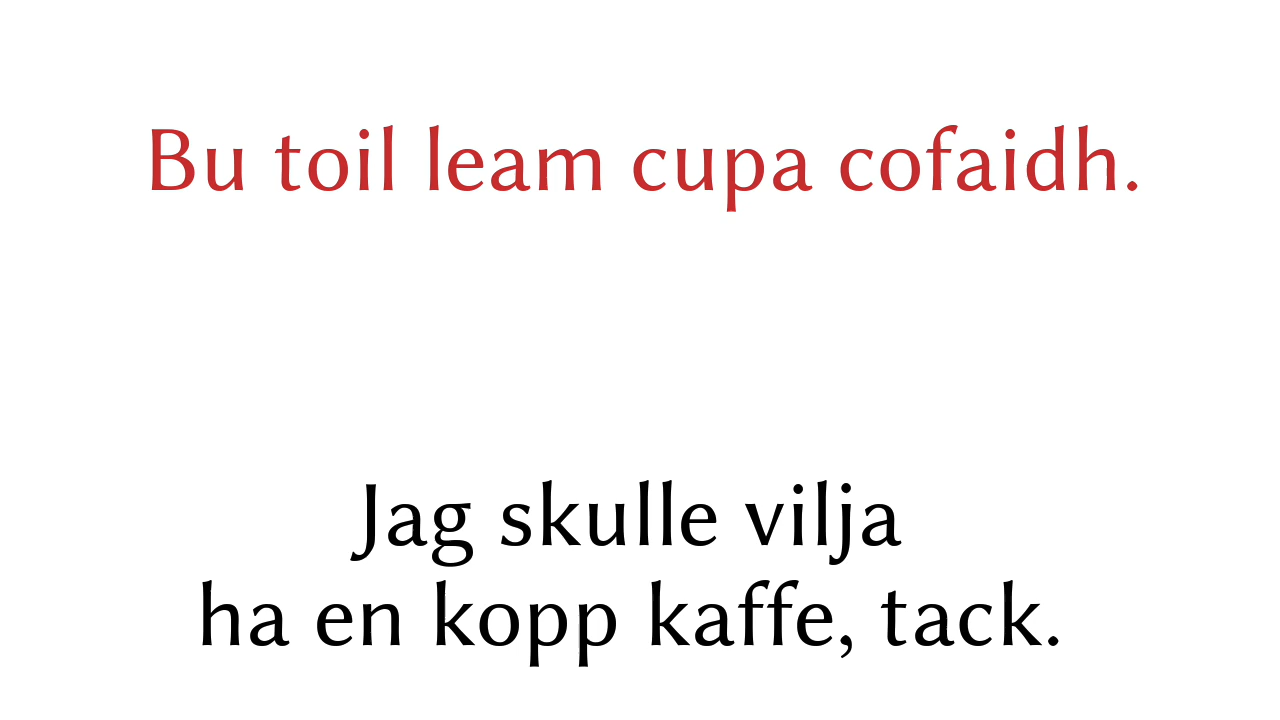 Bu toil leam cupa cofaidh.
Jag skulle vilja
ha en kopp kaffe, tack.